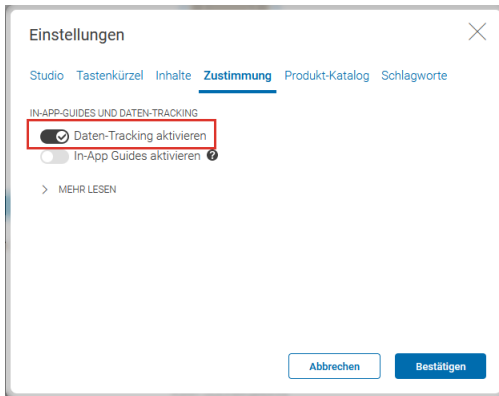 Einstellungen
Studio Tastenkürzel Inhalte Zustimmung Produkt-Katalog Schlagworte
IN-APP-GUIDES UND DATEN-TRACKING
Daten-Tracking aktivieren
In-App Guides aktivieren ?
MEHR LESEN
Abbrechen Bestätigen